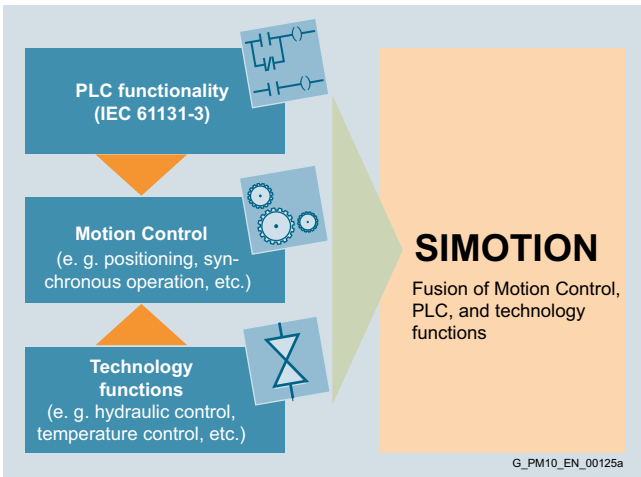 PLC functionality
(IEC 61131-3)
Motion Control
(e. g. positioning, syn-
chronous operation, etc.)
Technology
functions
(e. g. hydraulic control,
temperature control, etc.)
SIMOTION
Fusion of Motion Control,
PLC, and technology
functions
G_PM10_EN_00125a